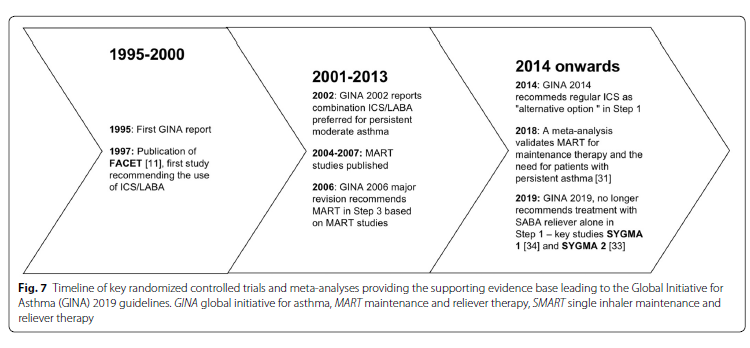 1995-2000
1995: First GINA report
1997: Publication of
FACET [11], first study
recommending the use
of ICS/LABA
2001-2013
2002: GINA 2002 reports
combination ICS/LABA
preferred for persistent
moderate asthma
2004-2007: MART
studies published
2006: GINA 2006 major
revision recommends
MART in Step 3 based
on MART studies
2014 onwards
2014: GINA 2014
recommeds regular ICS as
"alternative option " in Step 1
2018: A meta-analysis
validates MART for
maintenance therapy and the
need for patients with
persistent asthma [31]
2019: GINA 2019, no longer
recommends treatment with
SABA reliever alone in
Step 1 – key studies SYGMA
1 [34] and SYGMA 2 [33]
Fig. 7 Timeline of key randomized controlled trials and meta-analyses providing the supporting evidence base leading to the Global Initiative for
Asthma (GINA) 2019 guidelines. GINA global initiative for asthma, MART maintenance and reliever therapy, SMART single inhaler maintenance and
reliever therapy